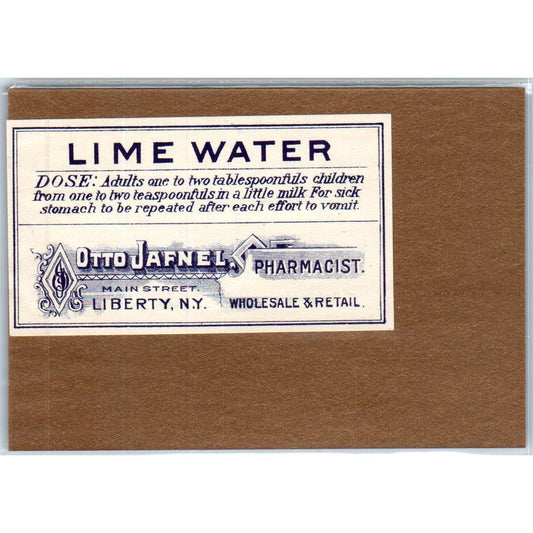 LIME WATER
DOSE: Adults one to two tablespoonfuls children
from one to two teaspoonfuls in a little milk For sick
stomach to be repeated after each effort to vomit.
OTTO JAFNEL,
PHARMACIST.
MAIN STREET.
LIBERTY, N.Y. WHOLESALE & RETAIL.